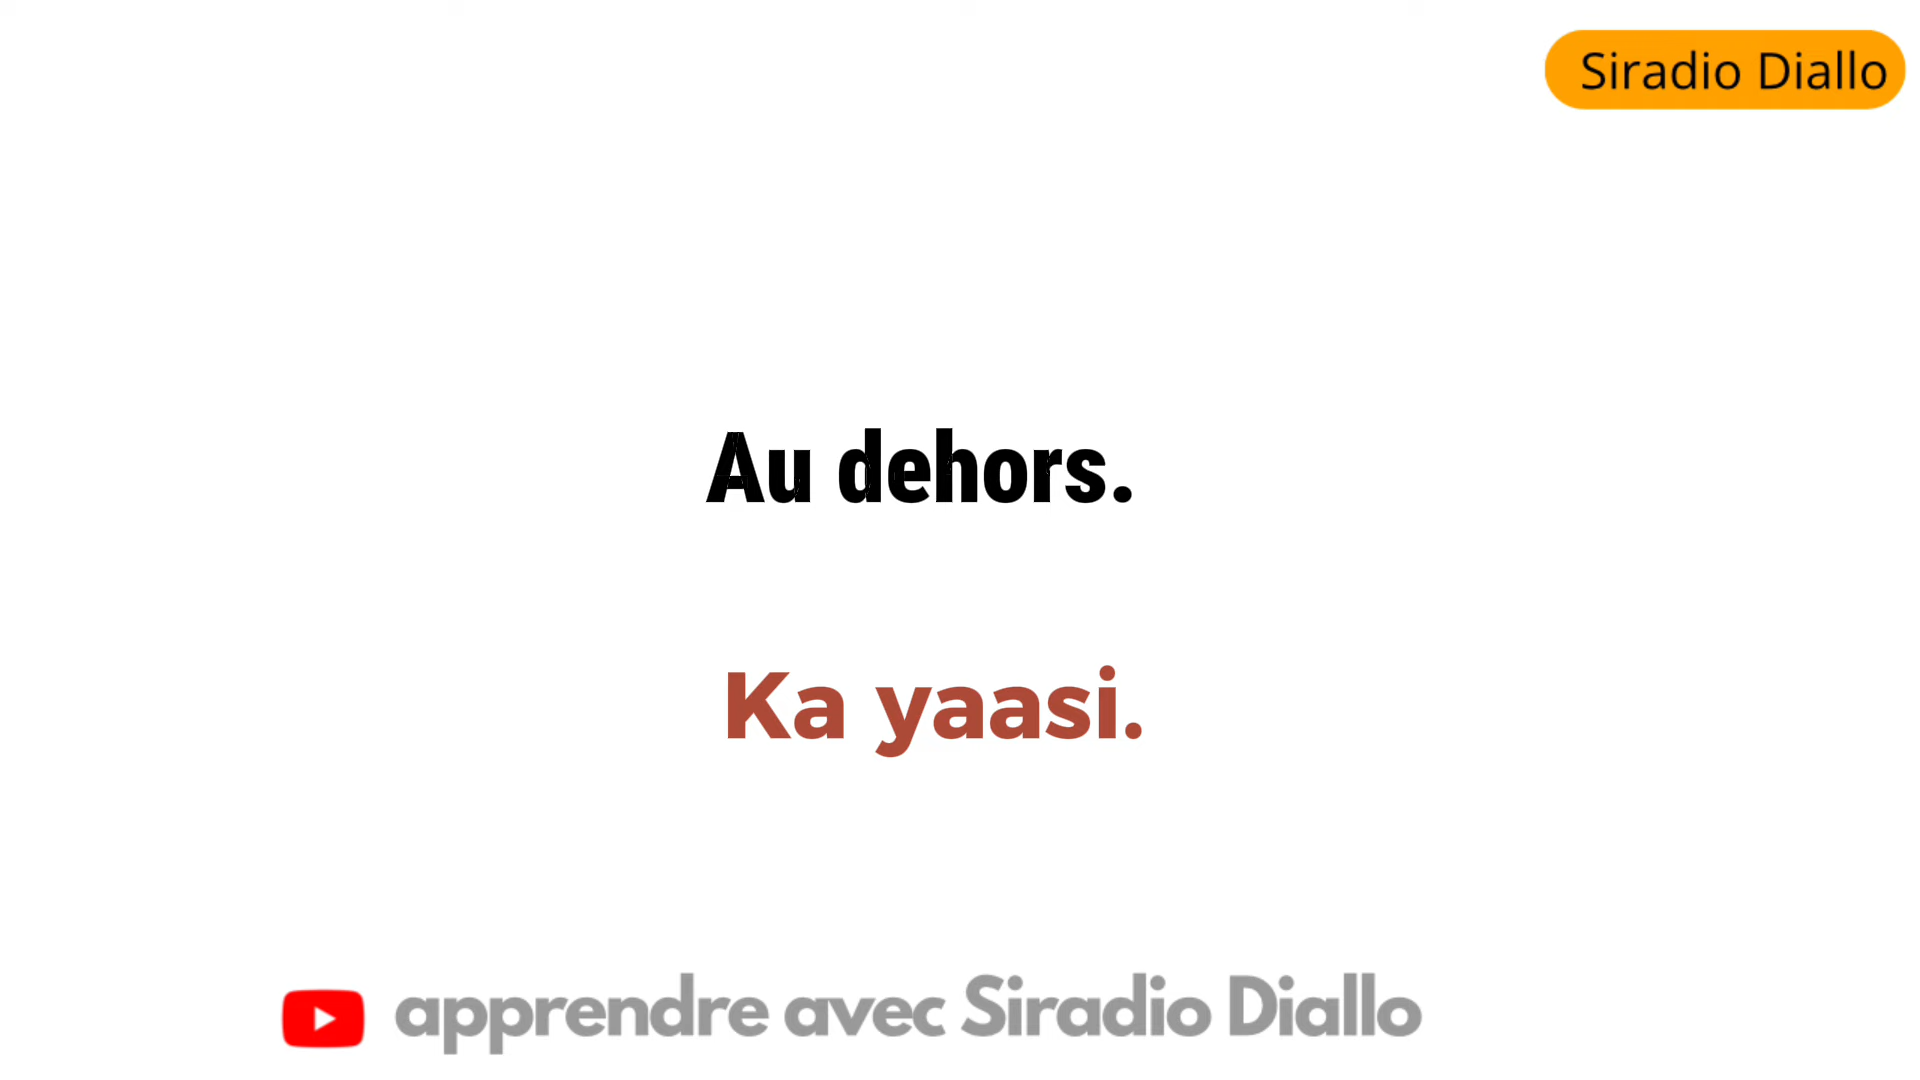 Siradio Diallo
Au dehors.
Ka yaasi.
apprendre avec Siradio Diallo